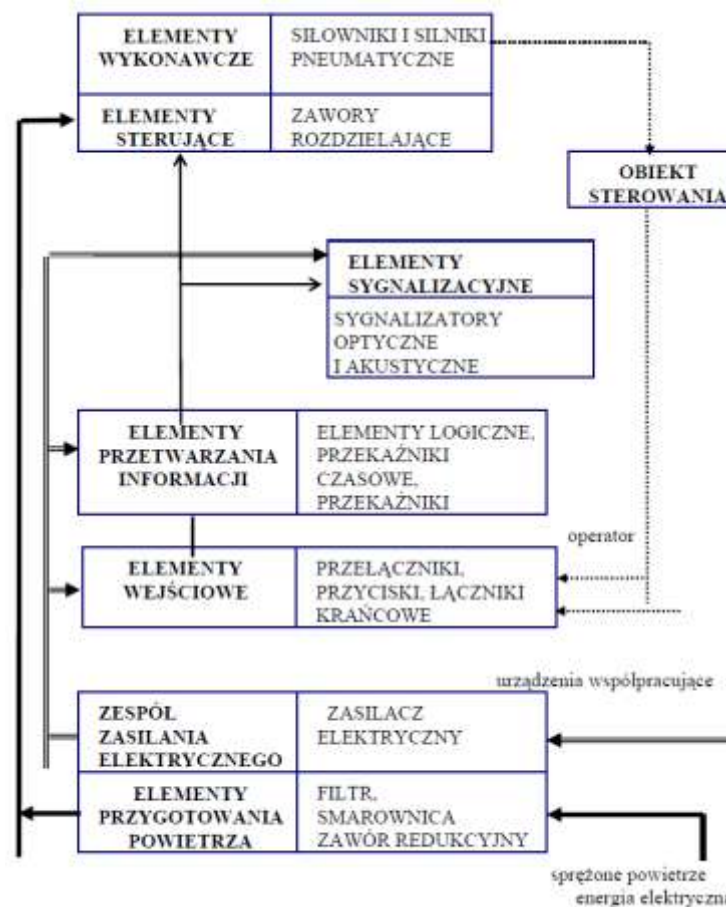 ELEMENTY
WYKONAWCZE
SIŁOWNIKI I SILNIKI
PNEUMATYCZNE
ELEMENTY
STERUJĄCE
ZAWORY
ROZDZIELAJĄCE
OBIEKT
STEROWANIA
ELEMENTY
SYGNALIZACYJNE
SYGNALIZATORY
OPTYCZNE
I AKUSTYCZNE
ELEMENTY
PRZETWARZANIA
INFORMACJI
ELEMENTY LOGICZNE,
PRZEKAŹNIKI
CZASOWE,
PRZEKAŹNIKI
operator
ELEMENTY
WEJŚCIOWE
PRZEŁĄCZNIKI,
PRZYCISKI, ŁĄCZNIKI
KRAŃCOWE
urządzenia współpracujące
ZESPÓŁ
ZASILANIA
ELEKTRYCZNEGO
ZASILACZ
ELEKTRYCZNY
ELEMENTY
PRZYGOTOWANIA
POWIETRZA
FILTR,
SMAROWNICA
ZAWÓR REDUKCYJNY
sprężone powietrze
energia elektryczna